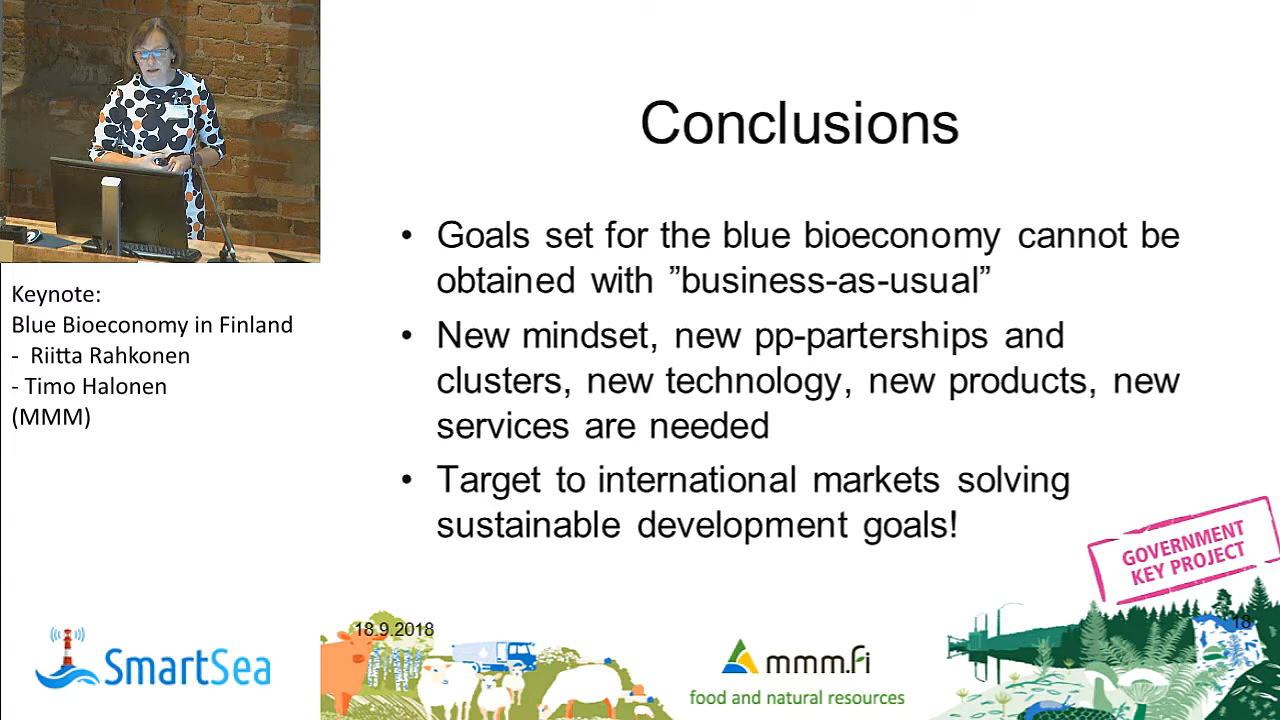 Keynote:
Blue Bioeconomy in Finland
- Riitta Rahkonen
- Timo Halonen
(MMM)
SmartSea
Conclusions
• Goals set for the blue bioeconomy cannot be
obtained with ”business-as-usual”
• New mindset, new pp-parterships and
clusters, new technology, new products, new
services are needed
• Target to international markets solving
sustainable development goals!
GOVERNMENT
KEY PROJECT
18.9.2018
18
mmm.fi
food and natural resources